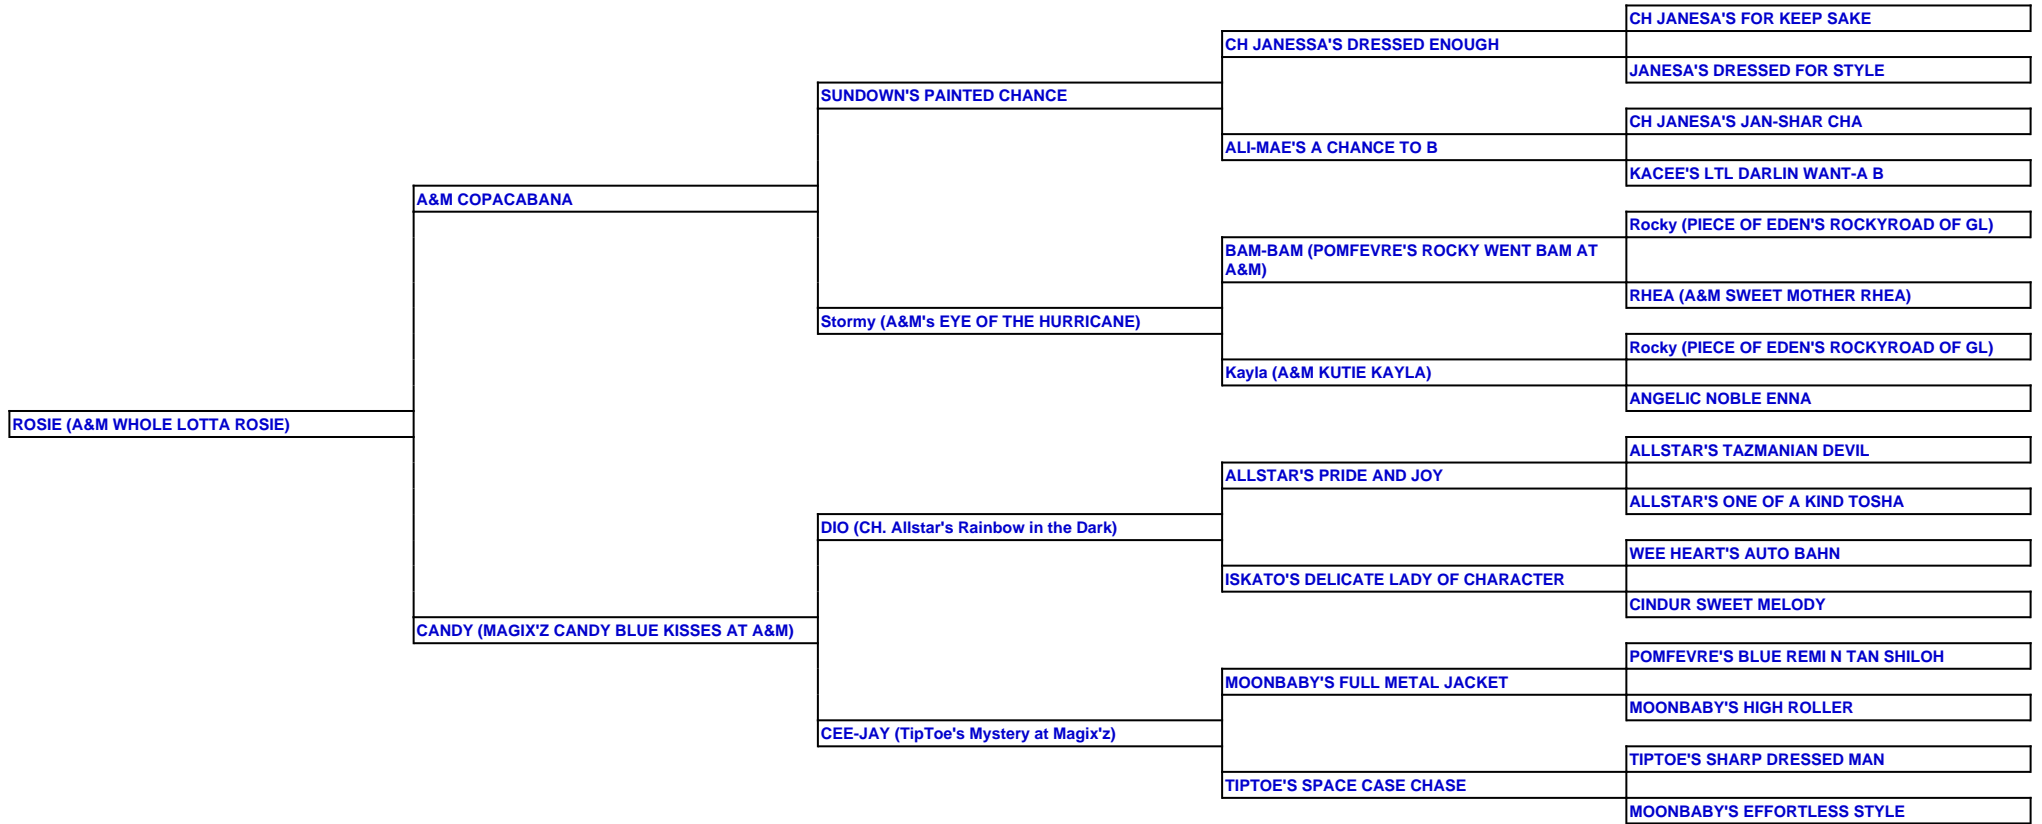 CH JANESA'S FOR KEEP SAKE
CH JANESSA'S DRESSED ENOUGH
JANESA'S DRESSED FOR STYLE
SUNDOWN'S PAINTED CHANCE
CH JANESA'S JAN-SHAR CHA
ALI-MAE'S A CHANCE TO B
KACEE'S LTL DARLIN WANT-A B
A&M COPACABANA
Rocky (PIECE OF EDEN'S ROCKYROAD OF GL)
BAM-BAM (POMFEVRE'S ROCKY WENT BAM AT
A&M)
RHEA (A&M SWEET MOTHER RHEA)
Stormy (A&M's EYE OF THE HURRICANE)
Rocky (PIECE OF EDEN'S ROCKYROAD OF GL)
Kayla (A&M KUTIE KAYLA)
ANGELIC NOBLE ENNA
ROSIE (A&M WHOLE LOTTA ROSIE)
ALLSTAR'S TAZMANIAN DEVIL
ALLSTAR'S PRIDE AND JOY
ALLSTAR'S ONE OF A KIND TOSHA
DIO (CH. Allstar's Rainbow in the Dark)
WEE HEART'S AUTO BAHN
ISKATO'S DELICATE LADY OF CHARACTER
CINDUR SWEET MELODY
CANDY (MAGIX'Z CANDY BLUE KISSES AT A&M)
POMFEVRE'S BLUE REMI N TAN SHILOH
MOONBABY'S FULL METAL JACKET
MOONBABY'S HIGH ROLLER
CEE-JAY (TipToe's Mystery at Magix'z)
TIPTOE'S SHARP DRESSED MAN
TIPTOE'S SPACE CASE CHASE
MOONBABY'S EFFORTLESS STYLE